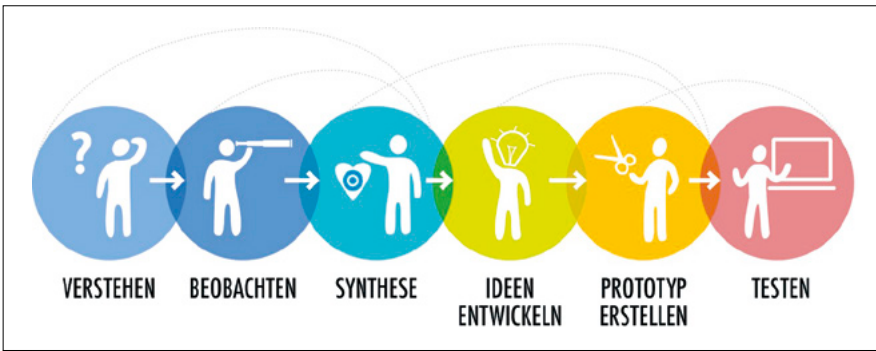 ?
VERSTEHEN
BEOBACHTEN
SYNTHESE
IDEEN
ENTWICKELN
PROTOTYP
ERSTELLEN
TESTEN